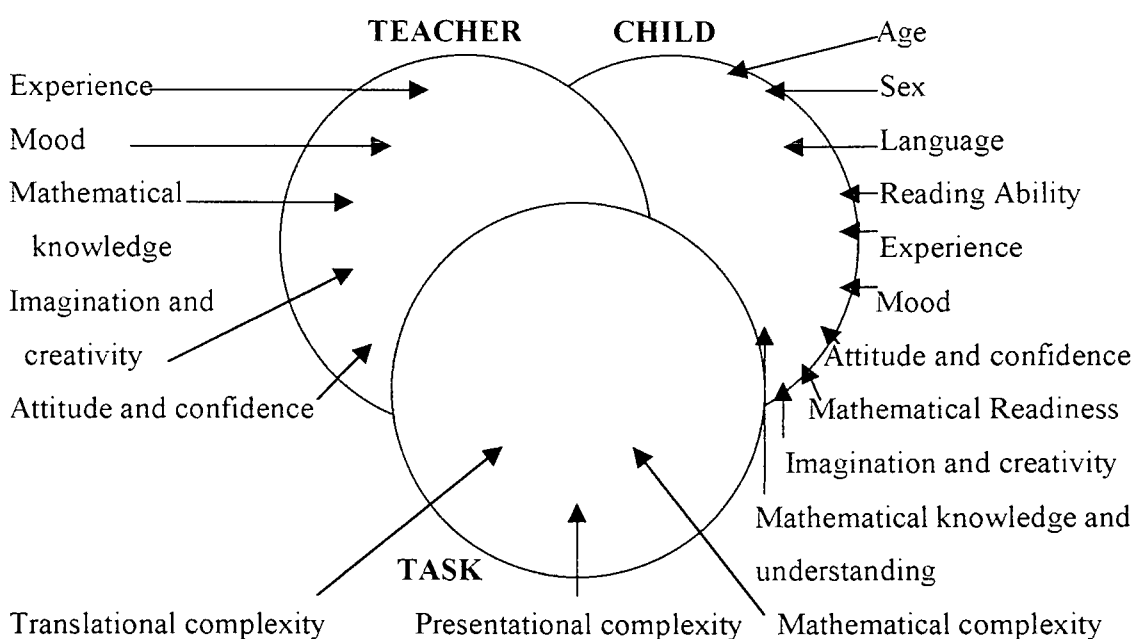 TEACHER
CHILD
Experience
Mood
Mathematical
knowledge
Imagination and
creativity
Attitude and confidence
Age
Sex
Language
Reading Ability
Experience
Mood
Attitude and confidence
Mathematical Readiness
Imagination and creativity
Mathematical knowledge and
understanding
TASK
Translational complexity
Presentational complexity
Mathematical complexity